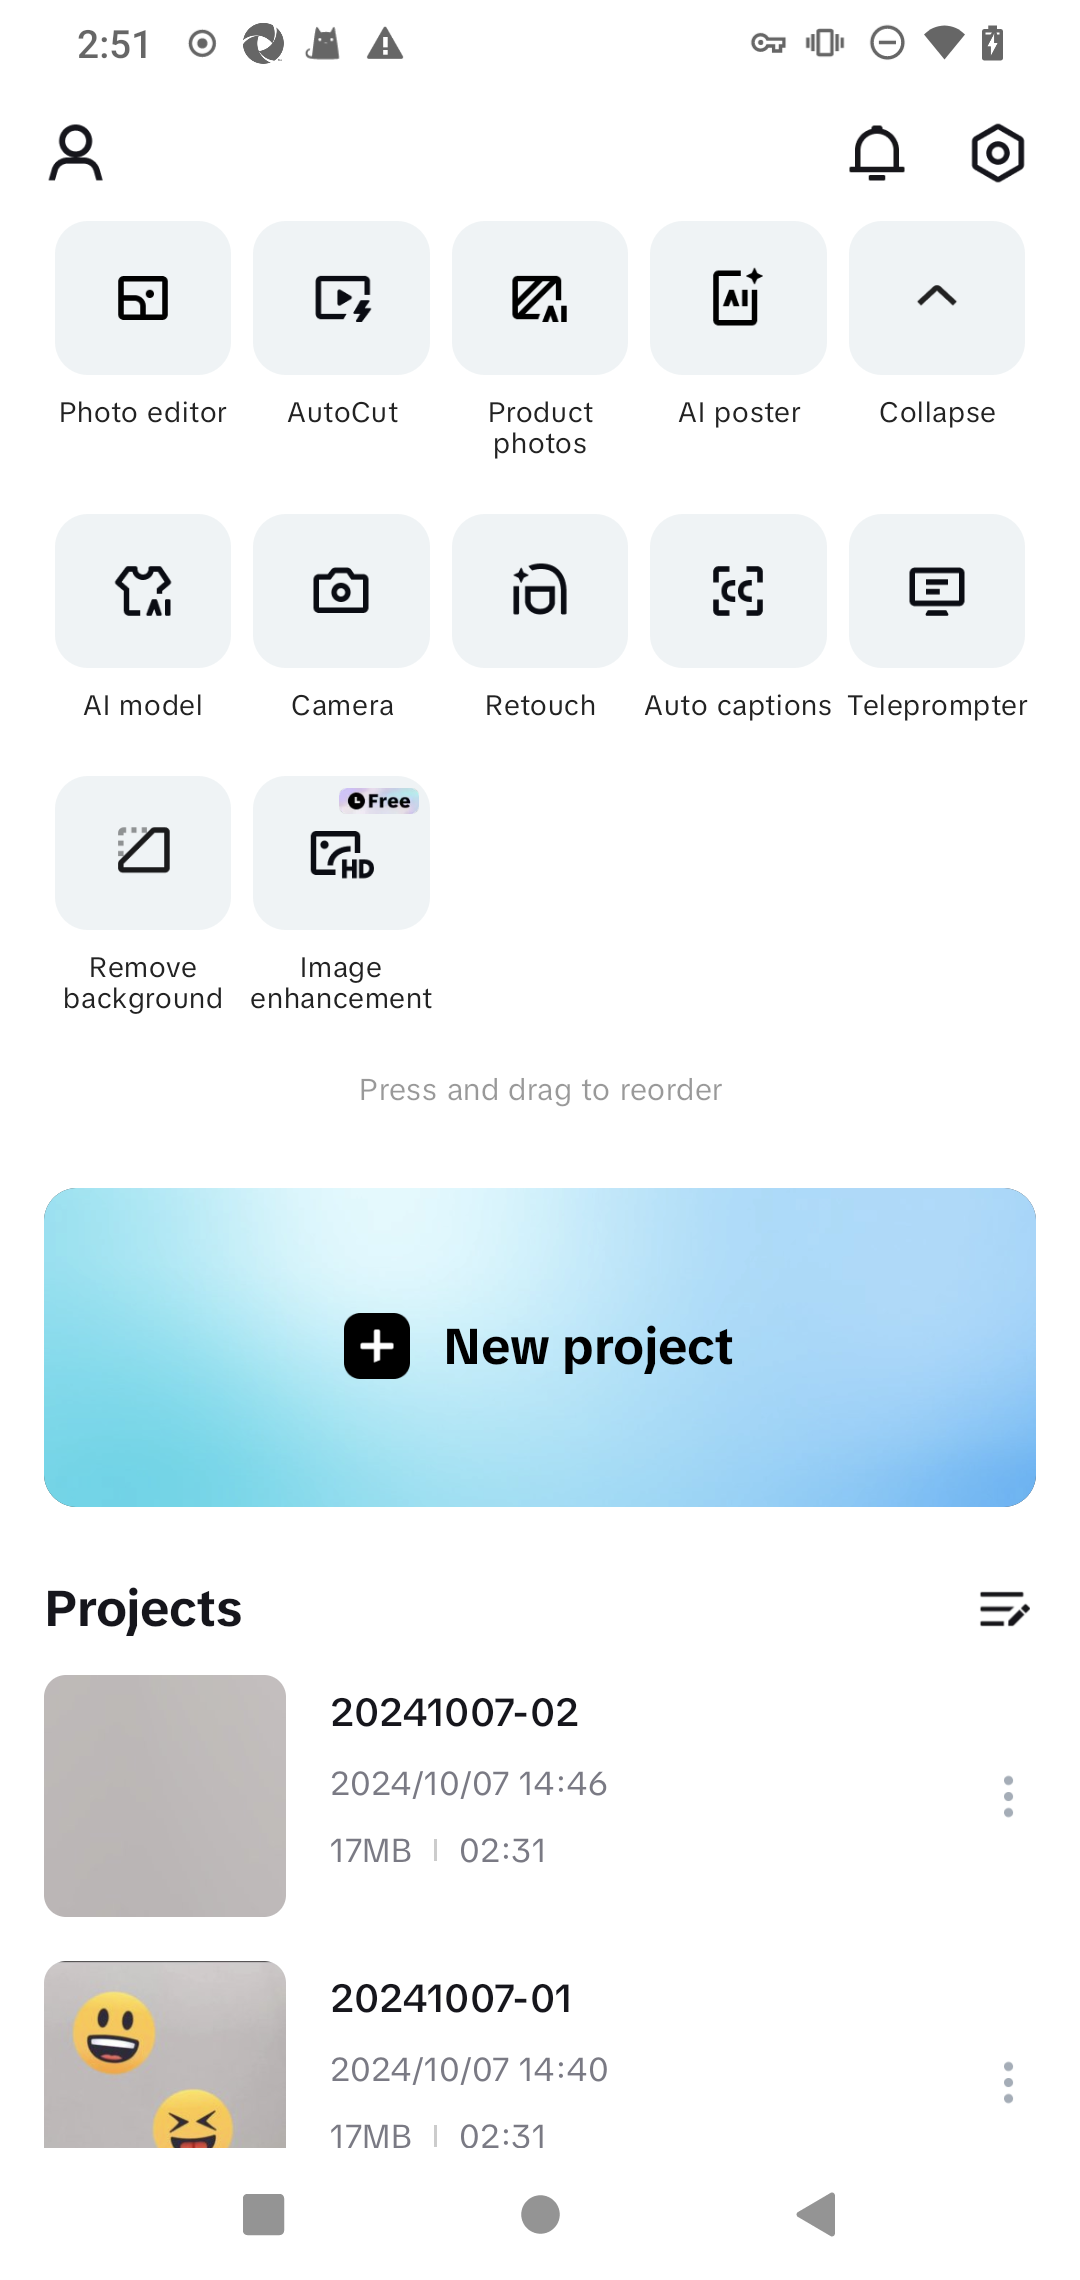 2:51
Photo editor
AutoCut
Product
photos
AI poster
Collapse
AI model
Camera
Retouch
Auto captions
Teleprompter
Remove
background
Free
HD
Image
enhancement
Press and drag to reorder
New project
Projects
20241007-02
2024/10/07 14:46
17MB | 02:31
20241007-01
2024/10/07 14:40
17MB | 02:31